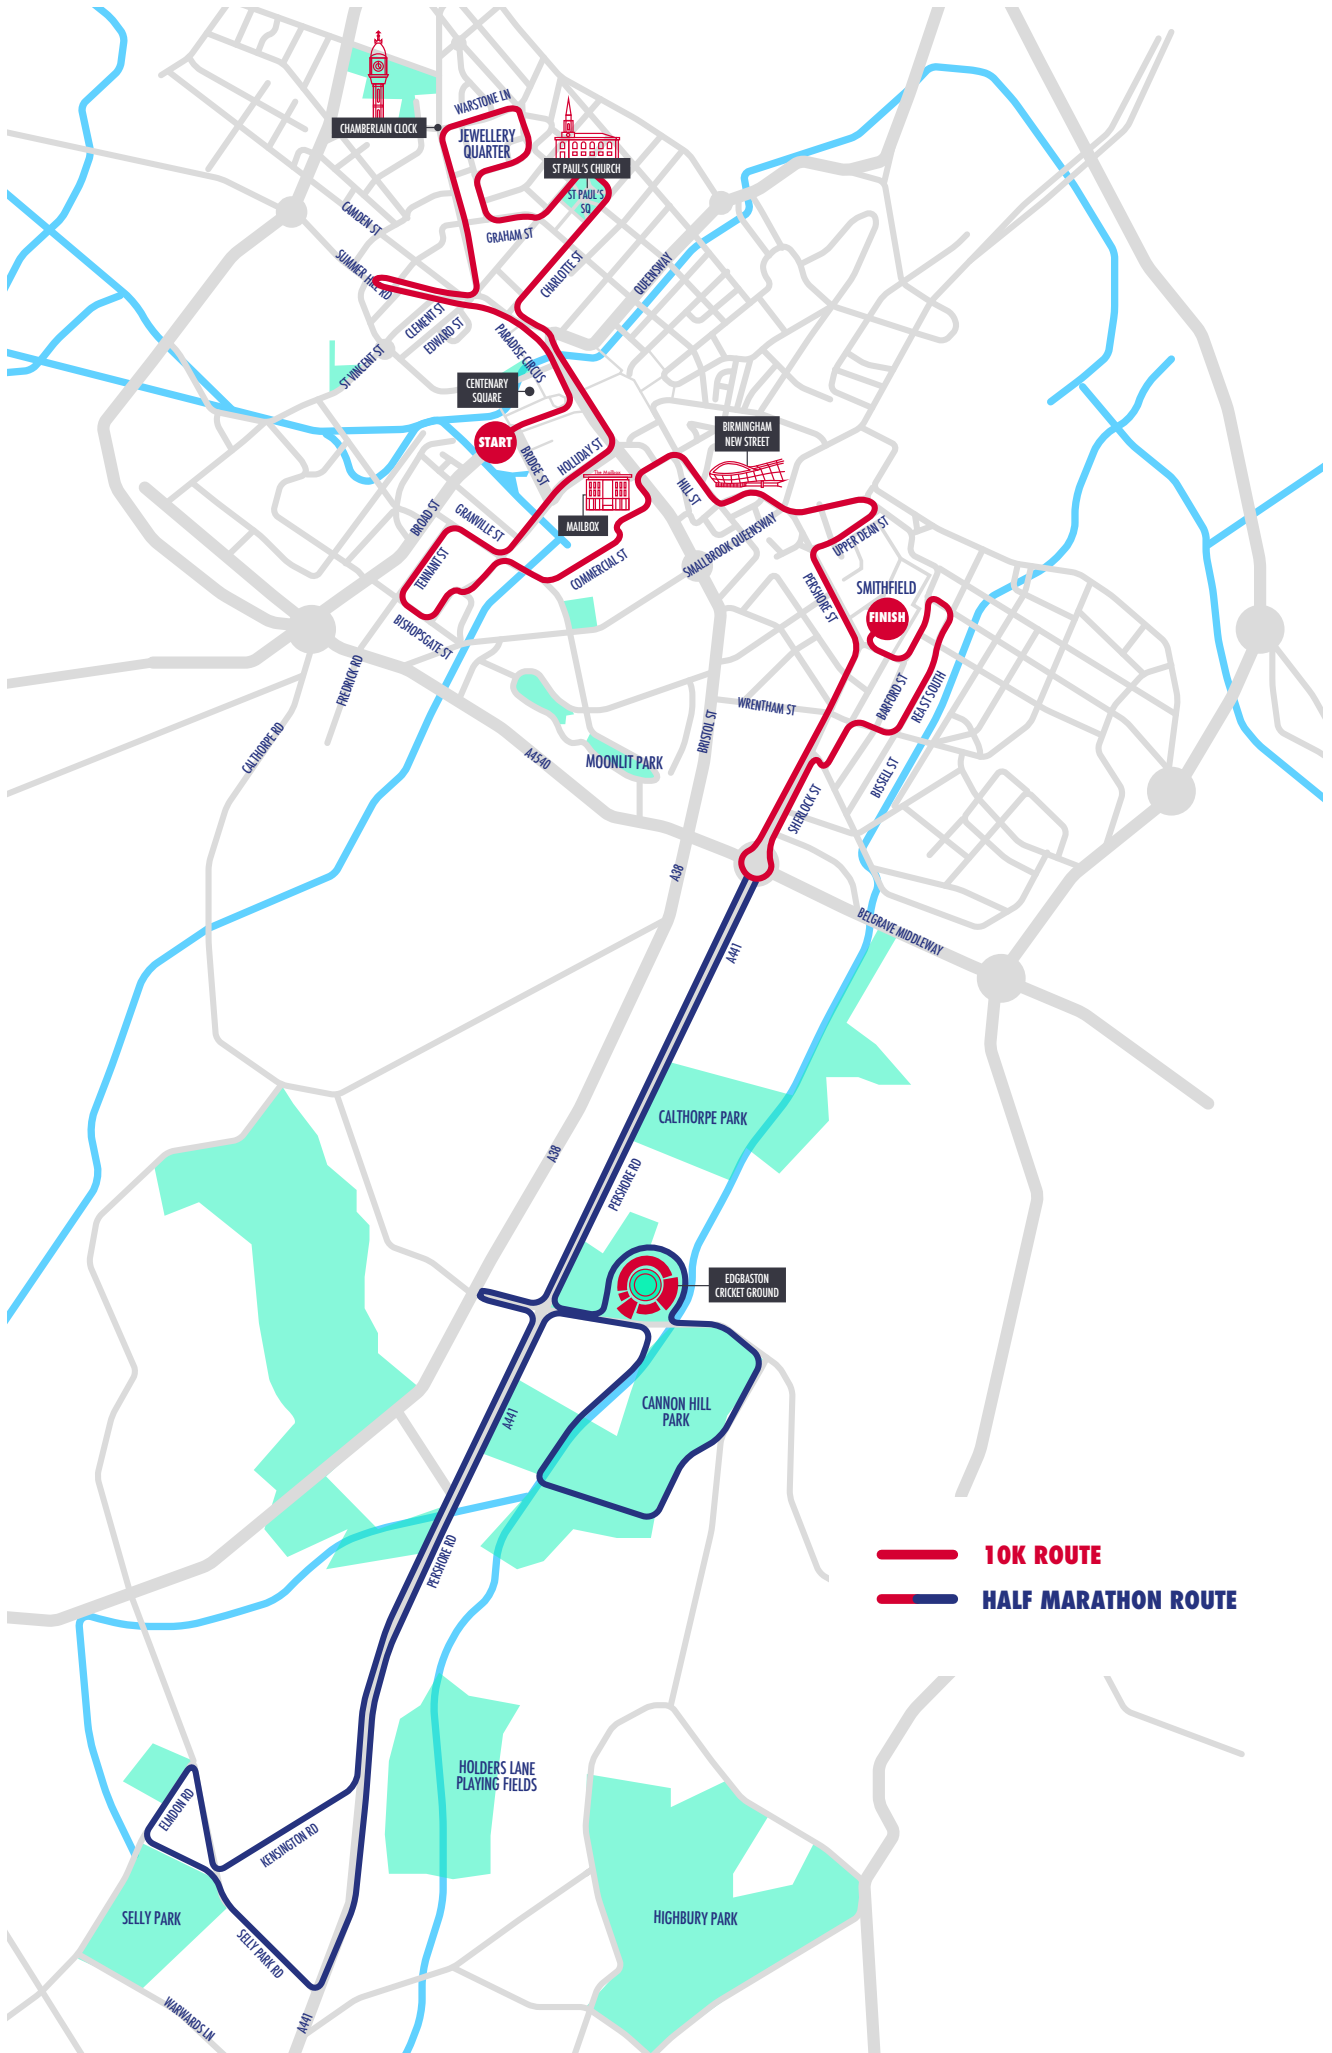 WARSTONE LN
CHAMBERLAIN CLOCK
JEWELLERY
QUARTER
ST PAUL'S CHURCH
ST PAUL'S
SQ
CAMDEN ST
GRAHAM ST
SUMMER HILL RD
CHARLOTTE ST
QUEENSWAY
CLEMENT ST
EDWARD ST
PARADISE CIRCUS
ST VINCENT ST
CENTENARY
SQUARE
START
BRIDGE ST
HOLLIDAY ST
BIRMINGHAM
NEW STREET
The Mailbox
MAILBOX
HILL ST
BROAD ST
GRANVILLE ST
SMALLBROOK QUEENSWAY
UPPER DEAN ST
TENNANT ST
COMMERCIAL ST
PERSHORE ST
SMITHFIELD
FINISH
BISHOPSGATE ST
FREDRICK RD
CALTHORPE RD
A4540
MOONLIT PARK
BRISTOL ST
WRENTHAM ST
BARFORD ST
REA ST SOUTH
BISSELL ST
SHERLOCK ST
A38
BELGRAVE MIDDLEWAY
A441
CALTHORPE PARK
A38
PERSHORE RD
EDGBASTON
CRICKET GROUND
CANNON HILL
PARK
A441
PERSHORE RD
10K ROUTE
HALF MARATHON ROUTE
HOLDERS LANE
PLAYING FIELDS
ELMDON RD
KENSINGTON RD
SELLY PARK
SELLY PARK RD
HIGHBURY PARK
WARWARDS LN
A441